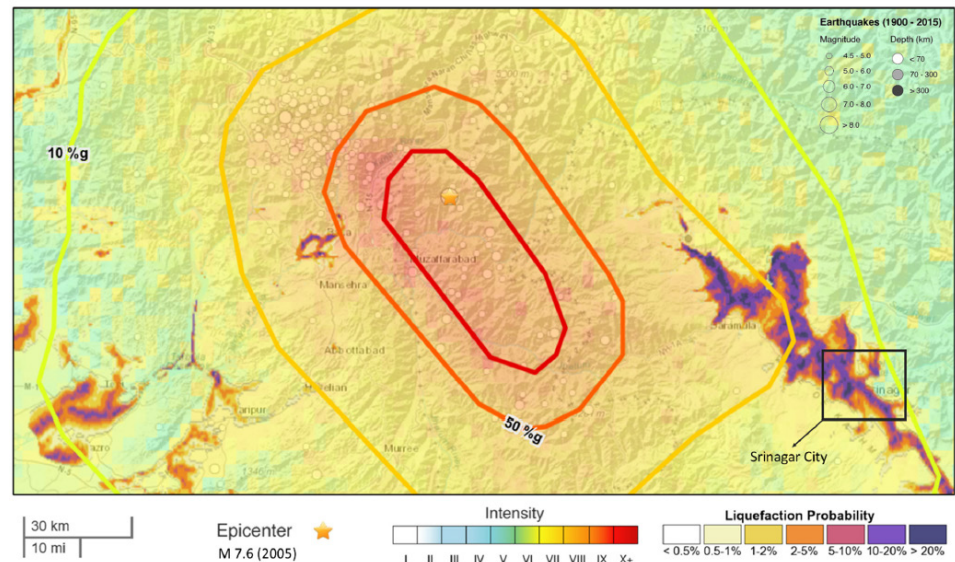 Earthquakes (1900 - 2015)
Magnitude
Depth (km)
4.5 - 5.0
5.0 - 6.0
6.0 - 7.0
7.0 - 8.0
> 8.0
< 70
70 - 300
> 300
10 %g
Muzaffarabad
Mansehra
Abbottabad
Baramula
50 %g
Murree
Srinagar City
30 km
10 mi
Epicenter
M 7.6 (2005)
Intensity
I II III IV V VI VII VIII IX X+
Liquefaction Probability
< 0.5% 0.5-1% 1-2% 2-5% 5-10% 10-20% > 20%